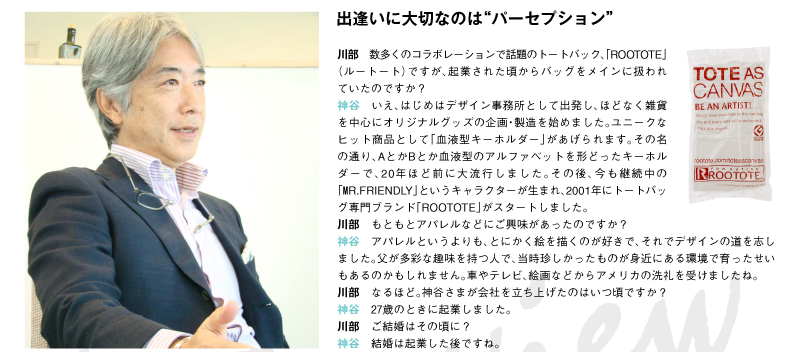 出逢いに大切なのは“パーセプション”
川部　数多くのコラボレーションで話題のトートバック、「ROOTOTE」
（ルートート）ですが、起業された頃からバッグをメインに扱われ
ていたのですか？
神谷　いえ、はじめはデザイン事務所として出発し、ほどなく雑貨
を中心にオリジナルグッズの企画・製造を始めました。ユニークな
ヒット商品として「血液型キーホルダー」があげられます。その名
の通り、AとかBとか血液型のアルファベットを形どったキーホル
ダーで、20年ほど前に大流行しました。その後、今も継続中の
「MR.FRIENDLY」というキャラクターが生まれ、2001年にトートバッ
グ専門ブランド「ROOTOTE」がスタートしました。
川部　もともとアパレルなどにご興味があったのですか？
神谷　アパレルというよりも、とにかく絵を描くのが好きで、それでデザインの道を志し
ました。父が多彩な趣味を持つ人で、当時珍しかったものが身近にある環境で育ったせい
もあるのかもしれません。車やテレビ、絵画などからアメリカの洗礼を受けましたね。
川部　なるほど。神谷さまが会社を立ち上げたのはいつ頃ですか？
神谷　27歳のときに起業しました。
川部　ご結婚はその頃に？
神谷　結婚は起業した後ですね。
TOTE AS
CANVAS
BE AN ARTIST!
rootote.com/toteascanvas
ROOTOTE